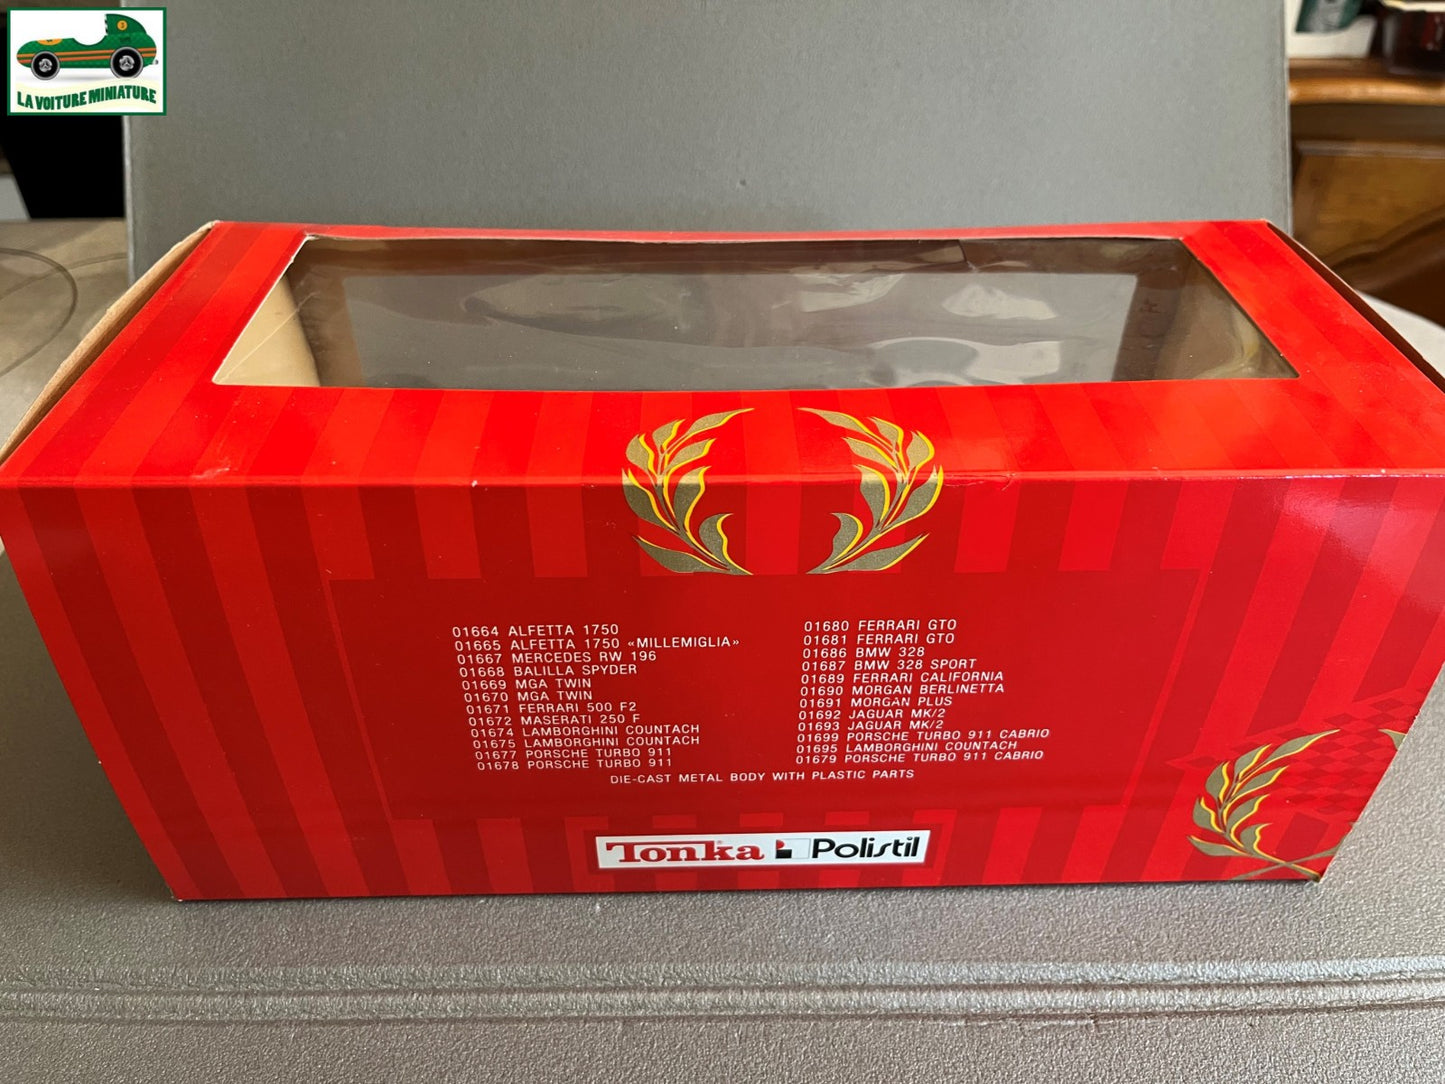 LA VOITURE MINIATURE
01664 ALFETTA 1750
01665 ALFETTA 1750 «MILLEMIGLIA»
01667 MERCEDES RW 196
01668 BALILLA SPYDER
01669 MGA TWIN
01670 MGA TWIN
01671 FERRARI 500 F2
01672 MASERATI 250 F
01674 LAMBORGHINI COUNTACH
01675 LAMBORGHINI COUNTACH
01677 PORSCHE TURBO 911
01678 PORSCHE TURBO 911
01680 FERRARI GTO
01681 FERRARI GTO
01686 BMW 328
01687 BMW 328 SPORT
01689 FERRARI CALIFORNIA
01690 MORGAN BERLINETTA
01691 MORGAN PLUS
01692 JAGUAR MK/2
01693 JAGUAR MK/2
01699 PORSCHE TURBO 911 CABRIO
01695 LAMBORGHINI COUNTACH
01679 PORSCHE TURBO 911 CABRIO
DIE-CAST METAL BODY WITH PLASTIC PARTS
Tonka Polistil